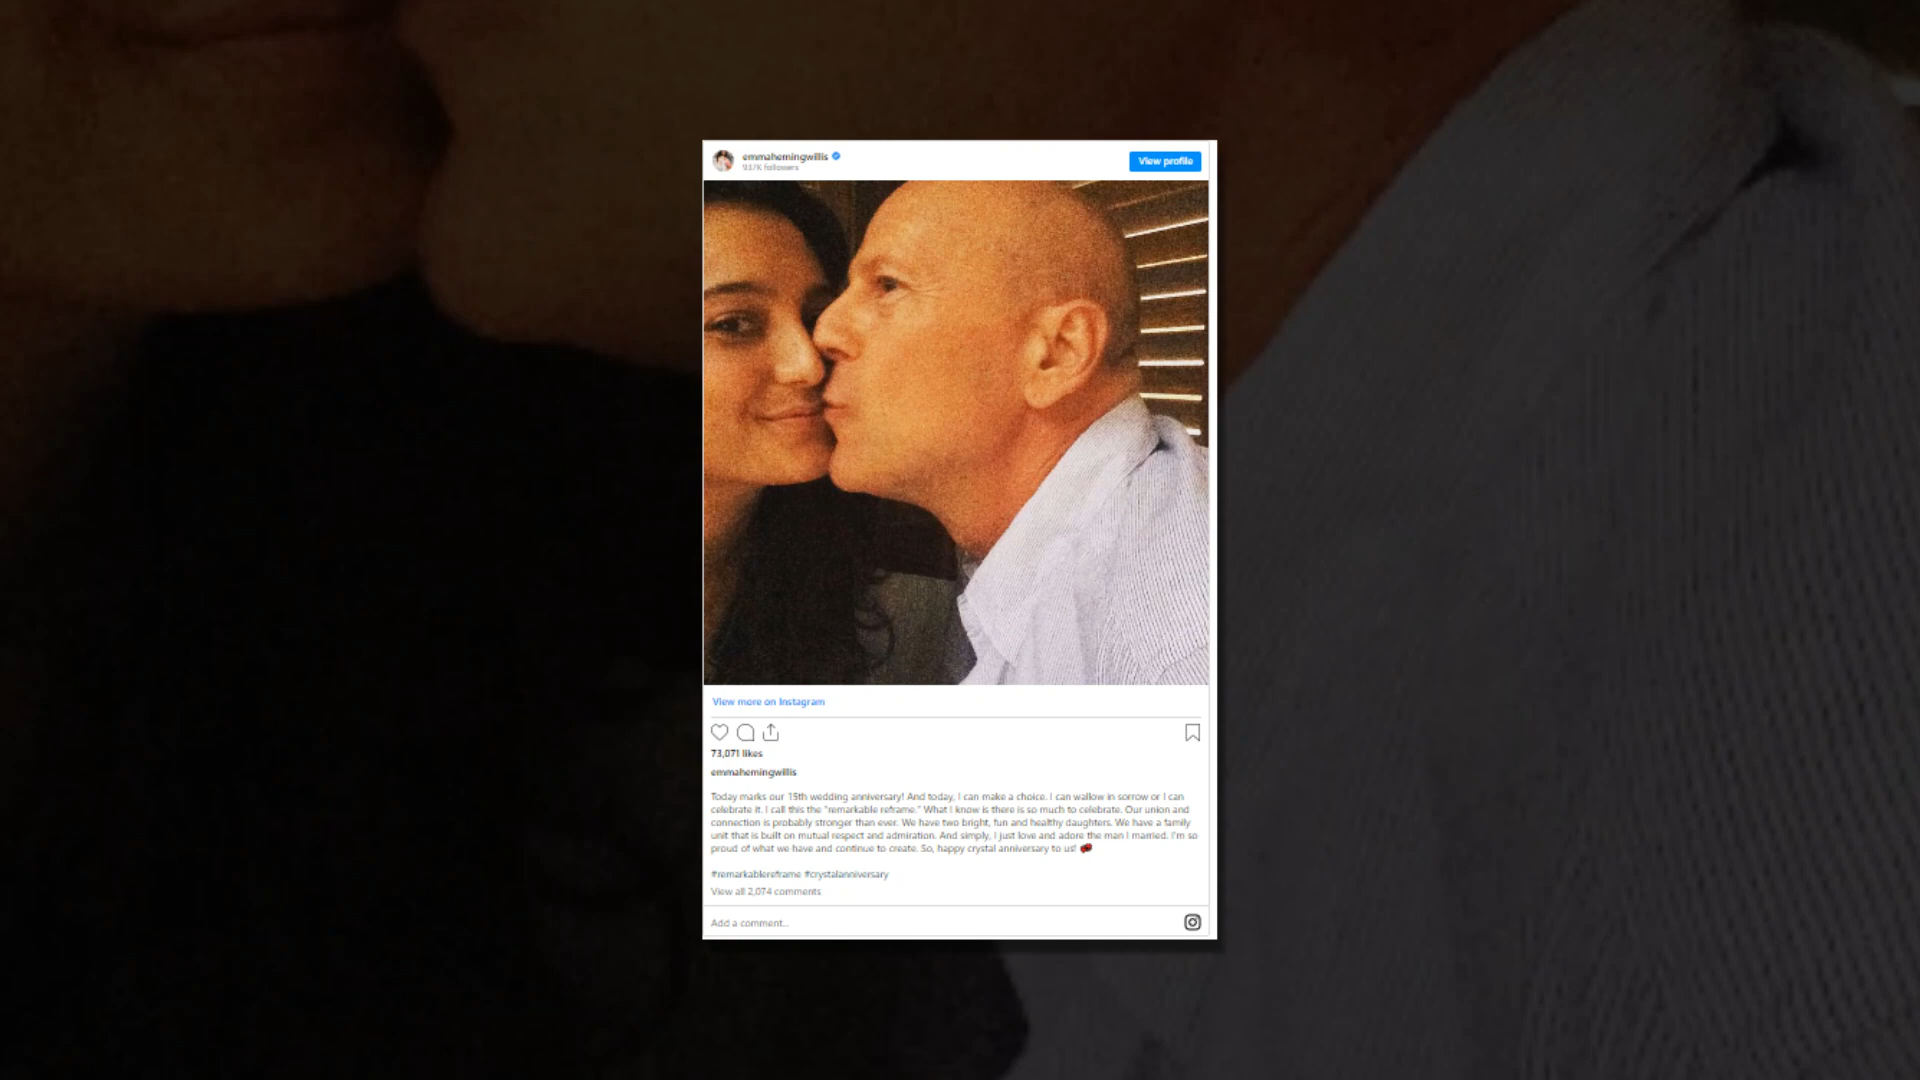 emmahemingwillis
937K followers
View profile
View more on Instagram
73,071 likes
emmahemingwillis
Today marks our 15th wedding anniversary! And today, I can make a choice. I can wallow in sorrow or I can
celebrate it. I call this the "remarkable reframe." What I know is there is so much to celebrate. Our union and
connection is probably stronger than ever. We have two bright, fun and healthy daughters. We have a family
unit that is built on mutual respect and admiration. And simply, I just love and adore the man I married. I'm so
proud of what we have and continue to create. So, happy crystal anniversary to us!
#remarkablereframe #crystalanniversary
View all 2,074 comments
Add a comment...